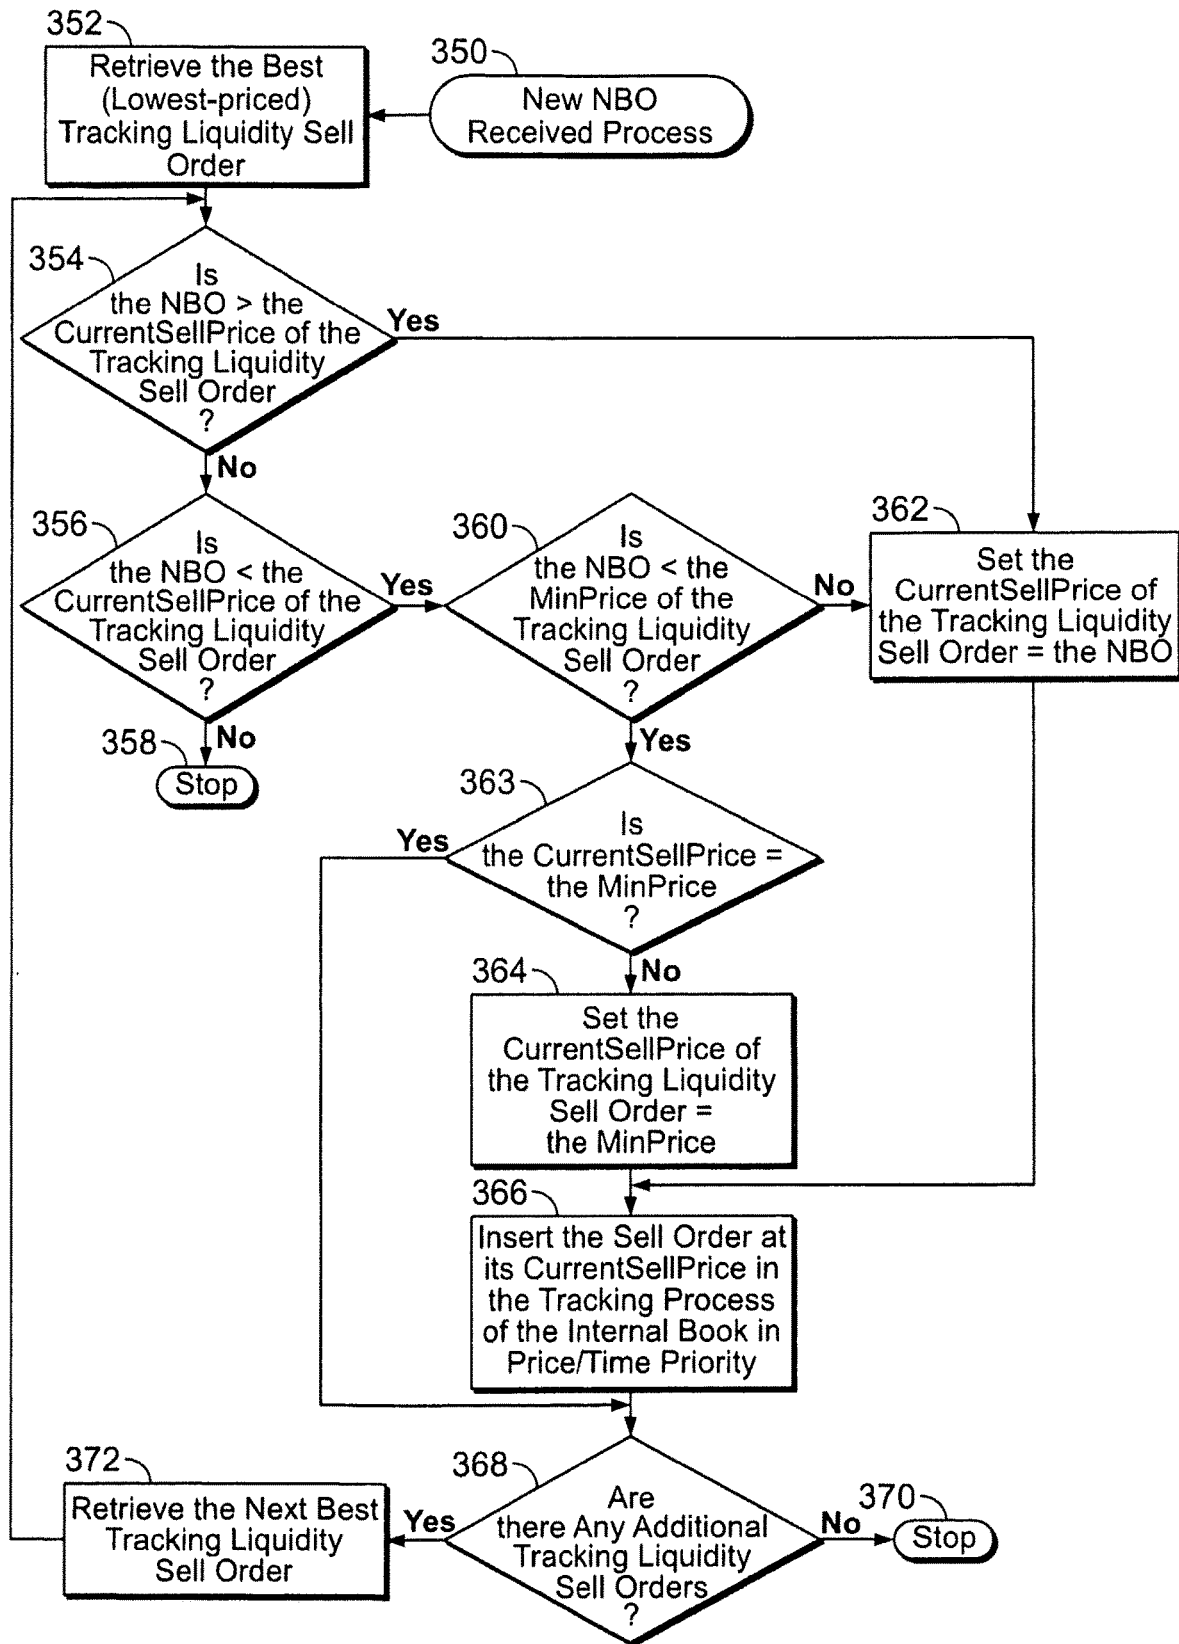 352
Retrieve the Best
(Lowest-priced)
Tracking Liquidity Sell
Order
350
New NBO
Received Process
354
Is
the NBO > the
CurrentSellPrice of the
Tracking Liquidity
Sell Order
?
Yes
No
356
Is
the NBO < the
CurrentSellPrice of the
Tracking Liquidity
Sell Order
?
Yes
No
358
Stop
360
Is
the NBO < the
MinPrice of the
Tracking Liquidity
Sell Order
?
No
Yes
362
Set the
CurrentSellPrice of
the Tracking Liquidity
Sell Order = the NBO
363
Is
the CurrentSellPrice =
the MinPrice
?
Yes
No
364
Set the
CurrentSellPrice of
the Tracking Liquidity
Sell Order =
the MinPrice
366
Insert the Sell Order at
its CurrentSellPrice in
the Tracking Process
of the Internal Book in
Price/Time Priority
368
Are
there Any Additional
Tracking Liquidity
Sell Orders
?
Yes
No
370
Stop
372
Retrieve the Next Best
Tracking Liquidity
Sell Order